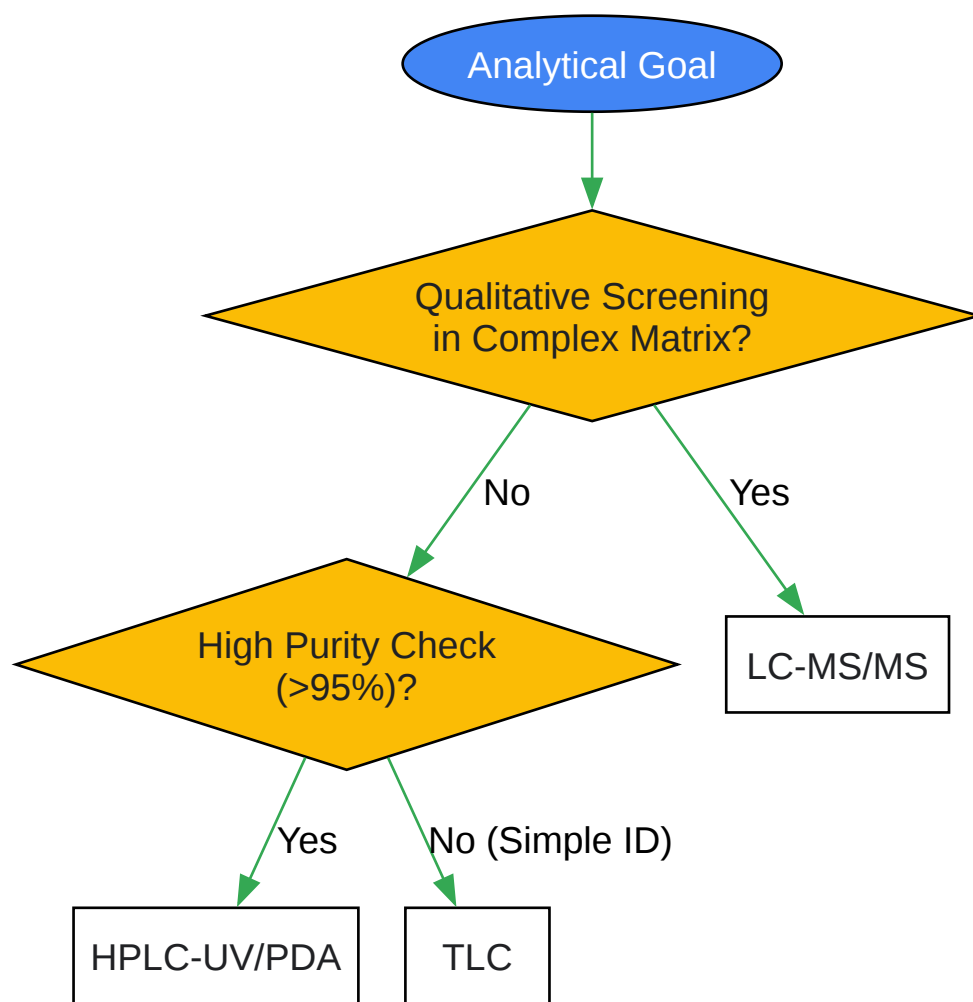 Analytical Goal
Qualitative Screening
in Complex Matrix?
No
Yes
High Purity Check
(>95%)?
LC-MS/MS
Yes
No (Simple ID)
HPLC-UV/PDA
TLC